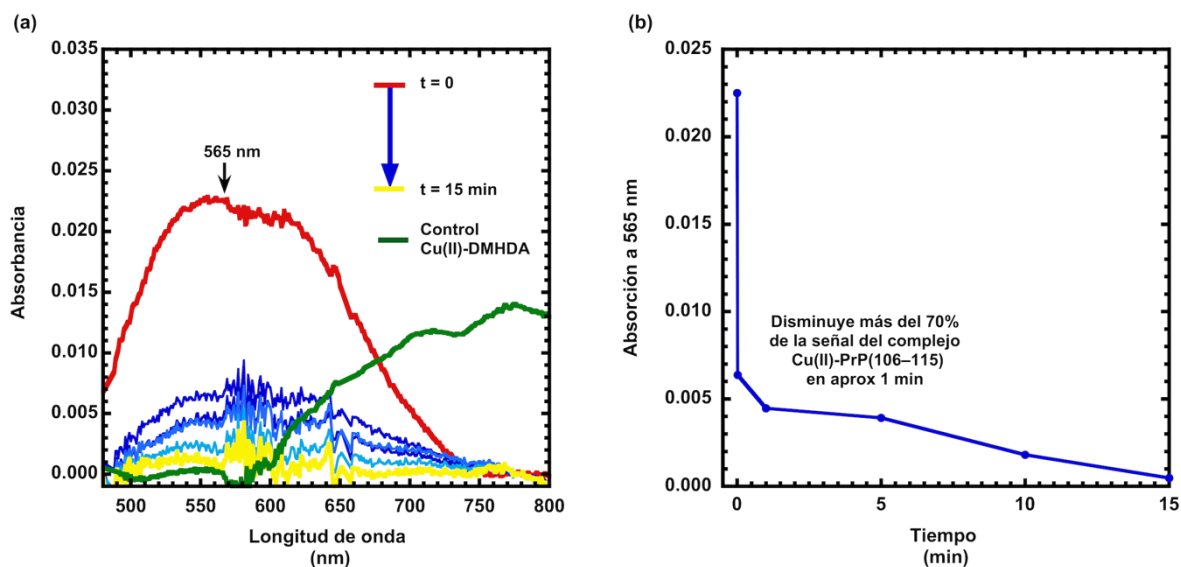 (a)
Absorbancia
0.035
0.030
0.025
0.020
0.015
0.010
0.005
0.000
500
550
600
650
700
750
800
Longitud de onda
(nm)
565 nm
t = 0
t = 15 min
Control
Cu(II)-DMHDA
(b)
Absorción a 565 nm
0.025
0.020
0.015
0.010
0.005
0.000
0
5
10
15
Tiempo
(min)
Disminuye más del 70%
de la señal del complejo
Cu(II)-PrP(106–115)
en aprox 1 min